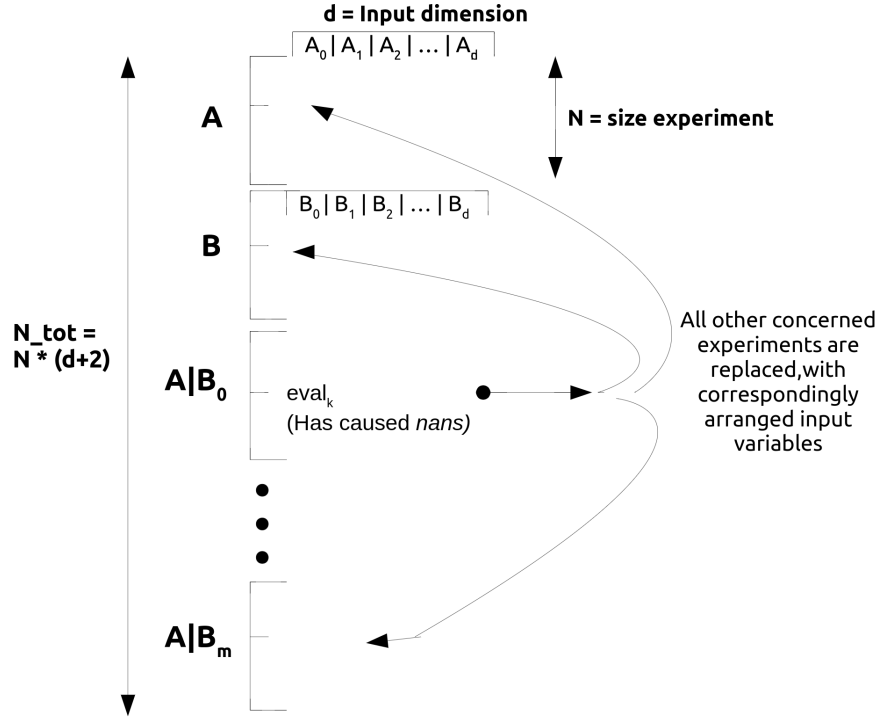 d = Input dimension
A0 | A1 | A2 | ... | Ad
A
N = size experiment
B0 | B1 | B2 | ... | Bd
B
N_tot =
N * (d+2)
All other concerned
experiments are
replaced,with
correspondingly
arranged input
variables
A|B0
evalk
(Has caused nans)
A|Bm